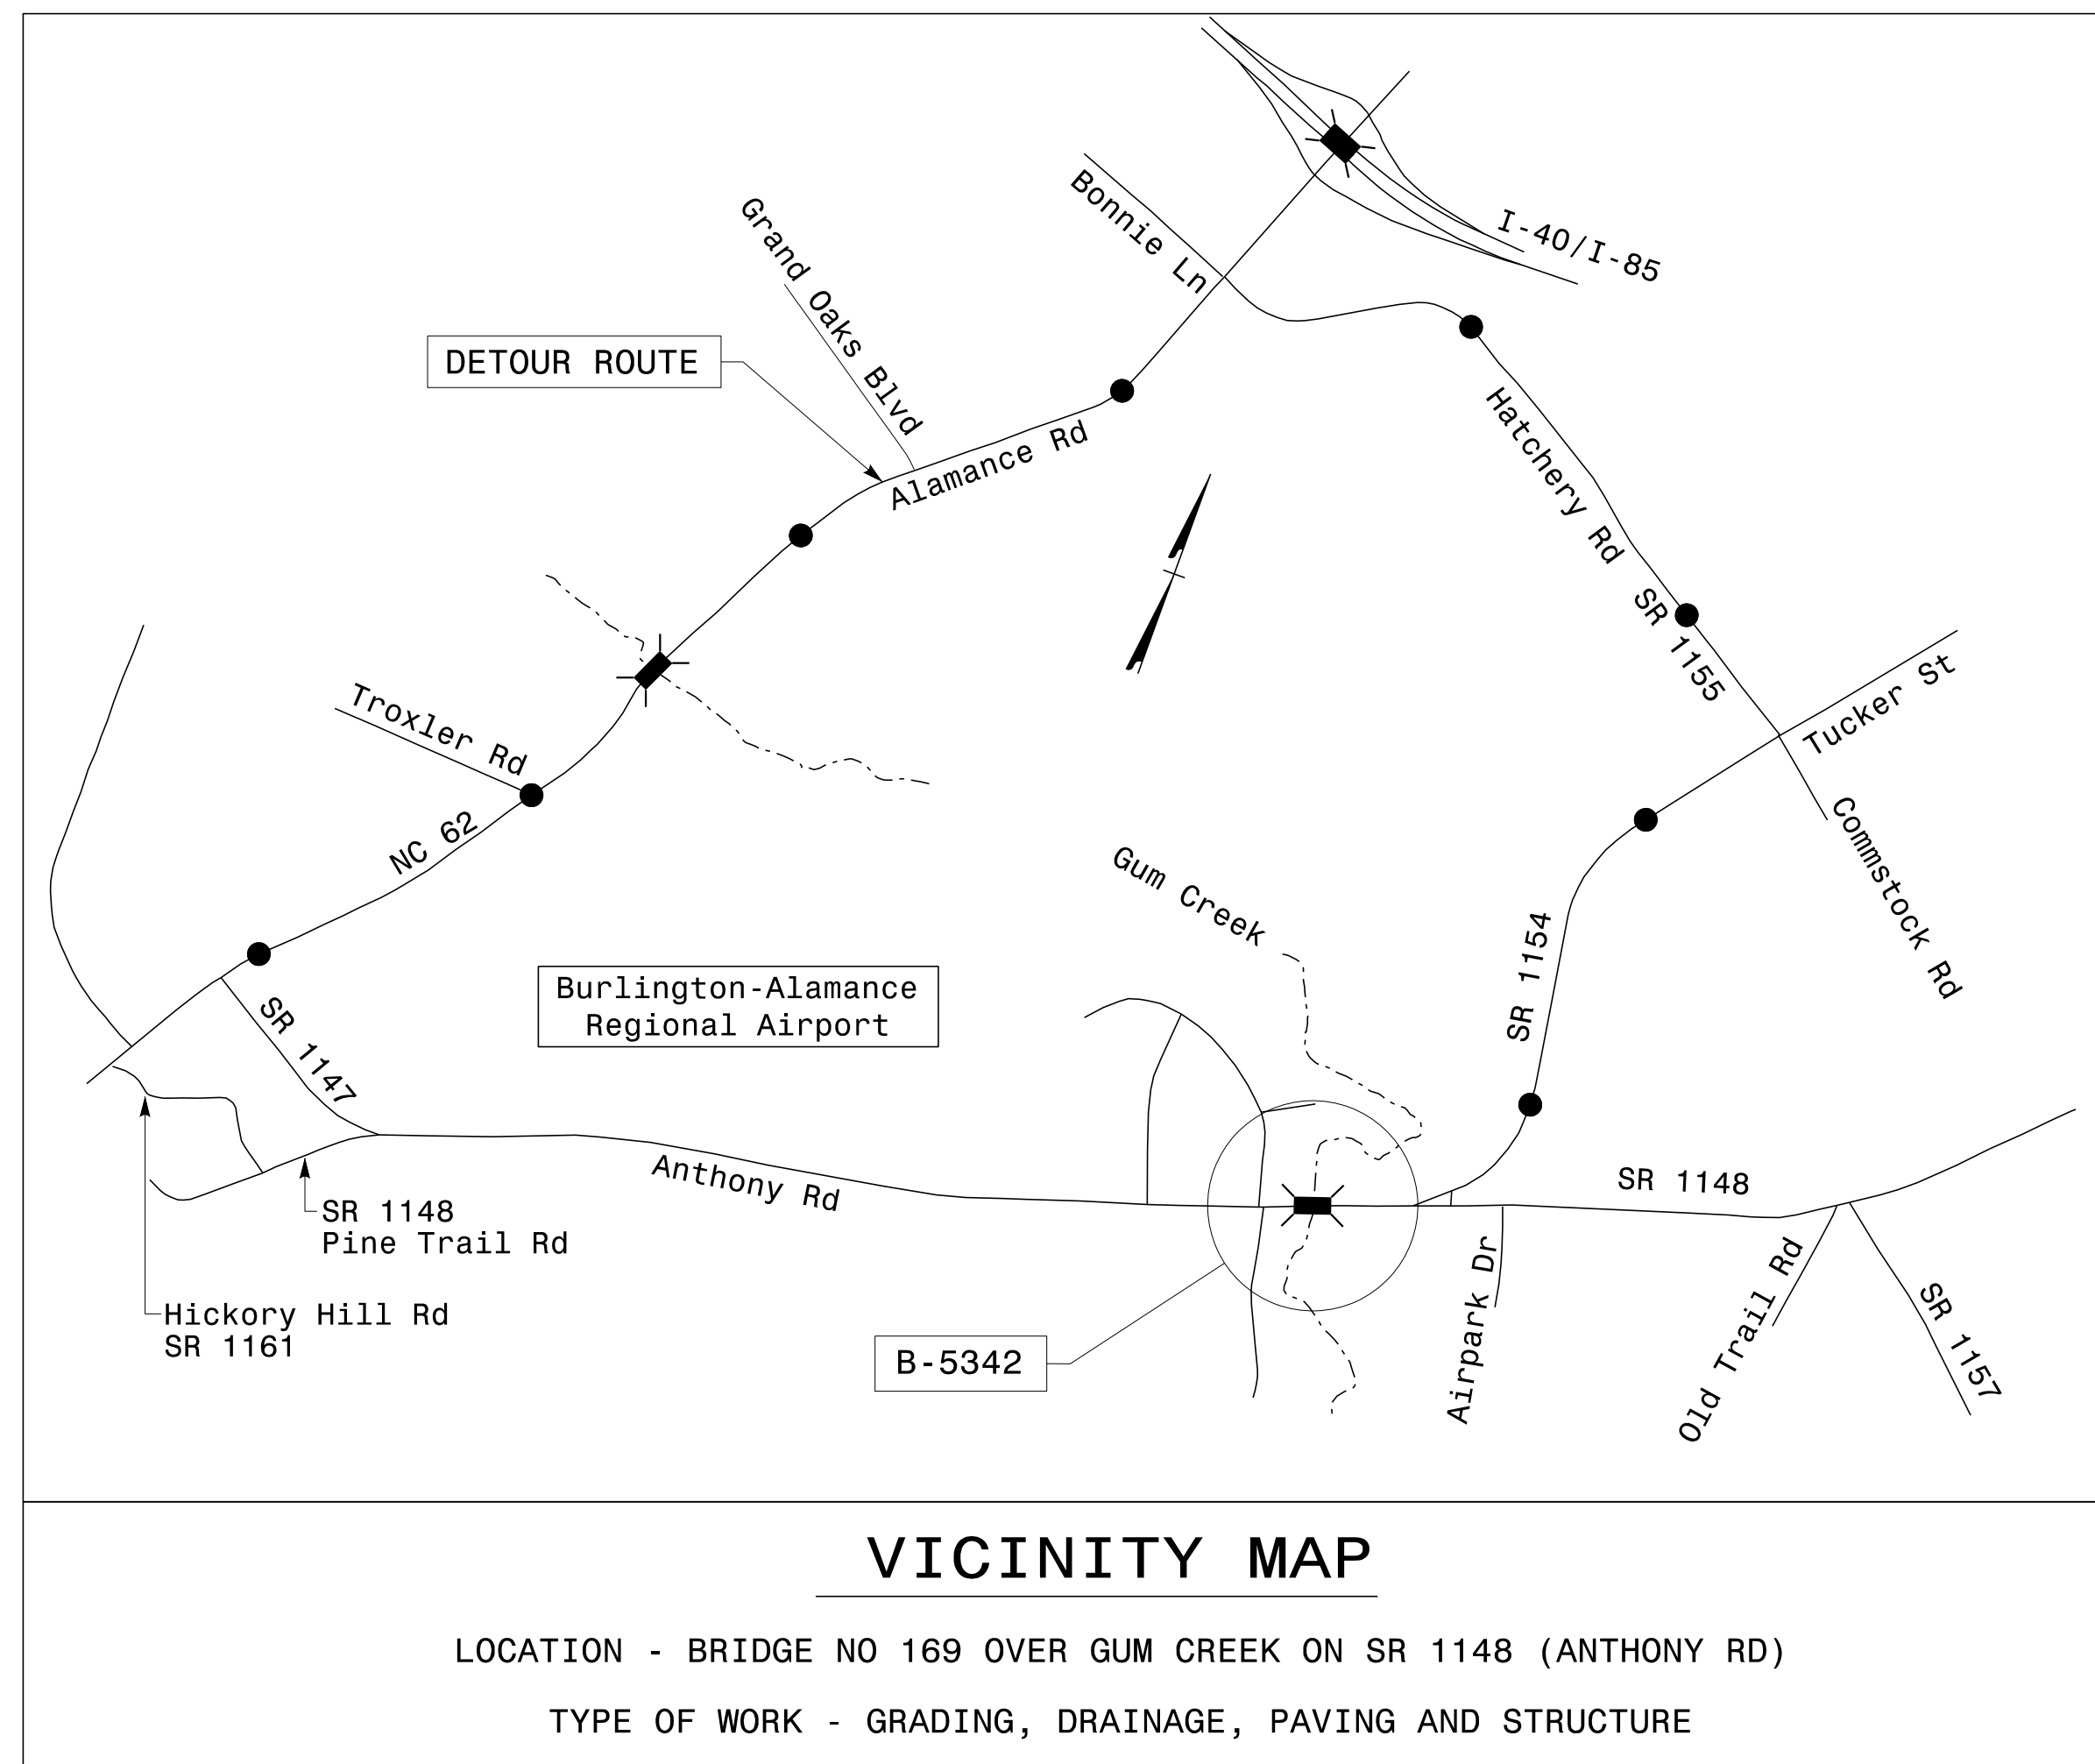 I-40/I-85
Bonnie Ln
Grand Oaks Blvd
DETOUR ROUTE
Alamance Rd
Hatchery Rd
SR 1155
Tucker St
Troxler Rd
NC 62
Commstock Rd
Gum Creek
SR 1154
Burlington-Alamance
Regional Airport
SR 1147
Anthony Rd
SR 1148
SR 1148
Pine Trail Rd
Hickory Hill Rd
SR 1161
B-5342
Airpark Dr
Old Trail Rd
SR 1157
VICINITY MAP
LOCATION - BRIDGE NO 169 OVER GUM CREEK ON SR 1148 (ANTHONY RD)
TYPE OF WORK - GRADING, DRAINAGE, PAVING AND STRUCTURE